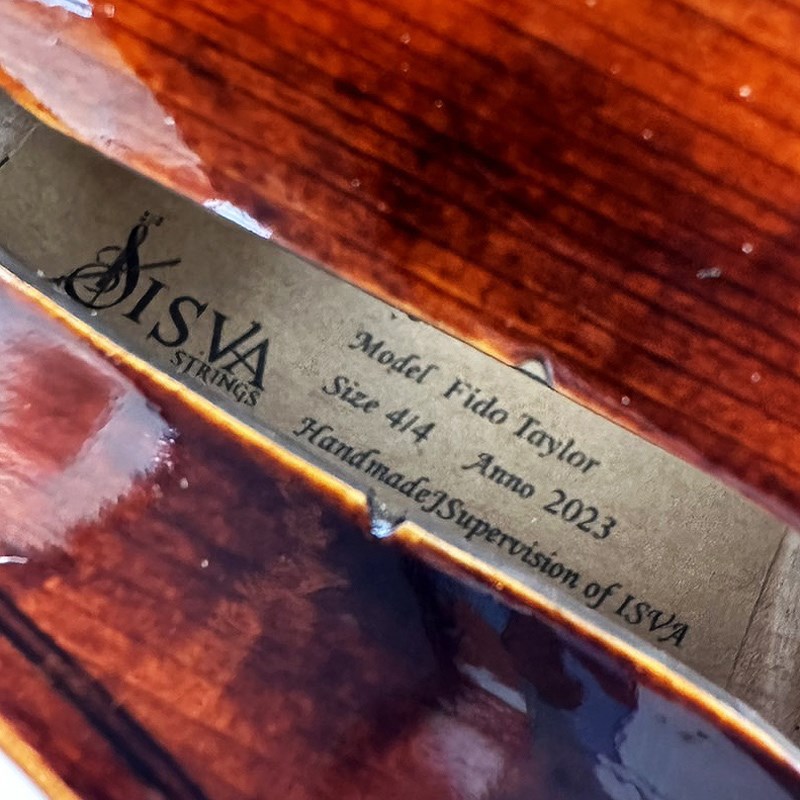 ISVA
STRINGS
Model Fido Taylor
Size 4/4 Anno 2023
HandmadeJSupervision of ISVA